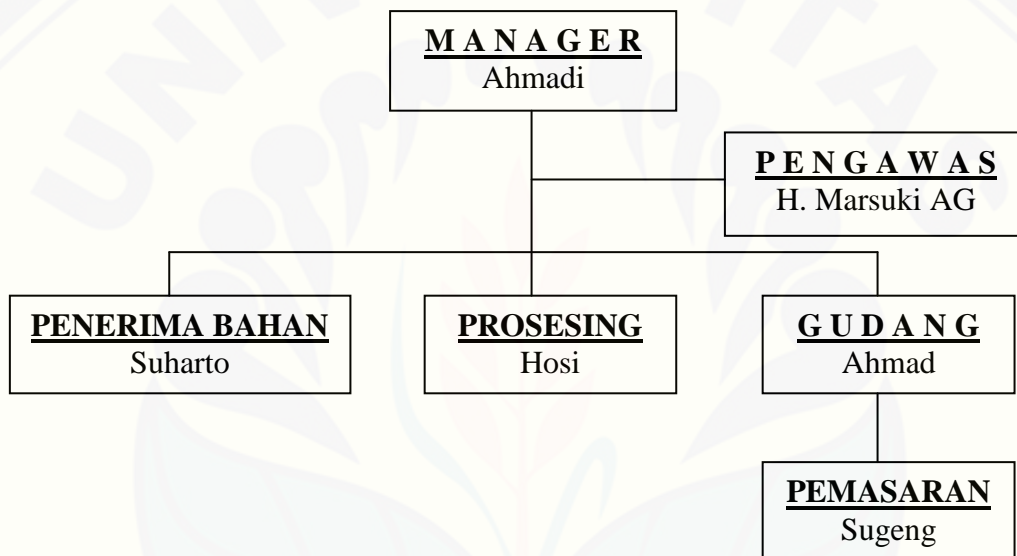 M A N A G E R
Ahmadi
P E N G A W A S
H. Marsuki AG
PENERIMA BAHAN
Suharto
PROSESING
Hosi
G U D A N G
Ahmad
PEMASARAN
Sugeng